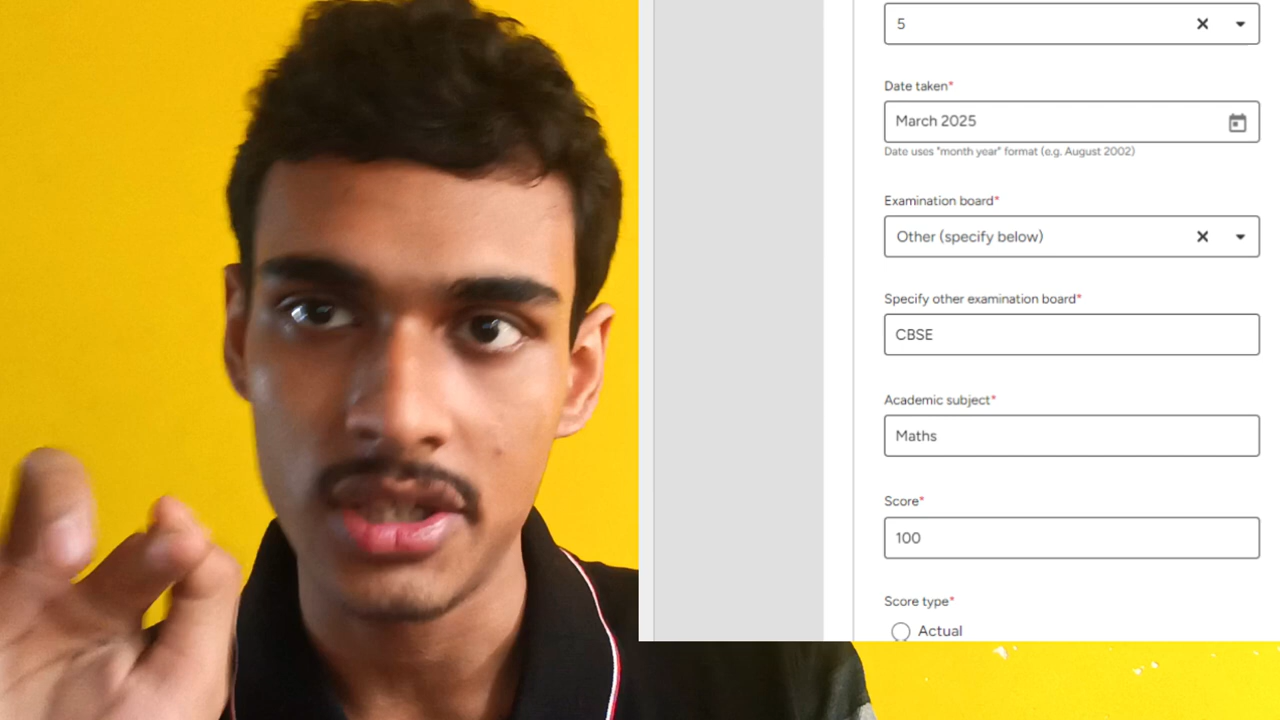 5
Date taken*
March 2025
Date uses "month year" format (e.g. August 2002)
Examination board*
Other (specify below)
Specify other examination board*
CBSE
Academic subject*
Maths
Score*
100
Score type*
Actual